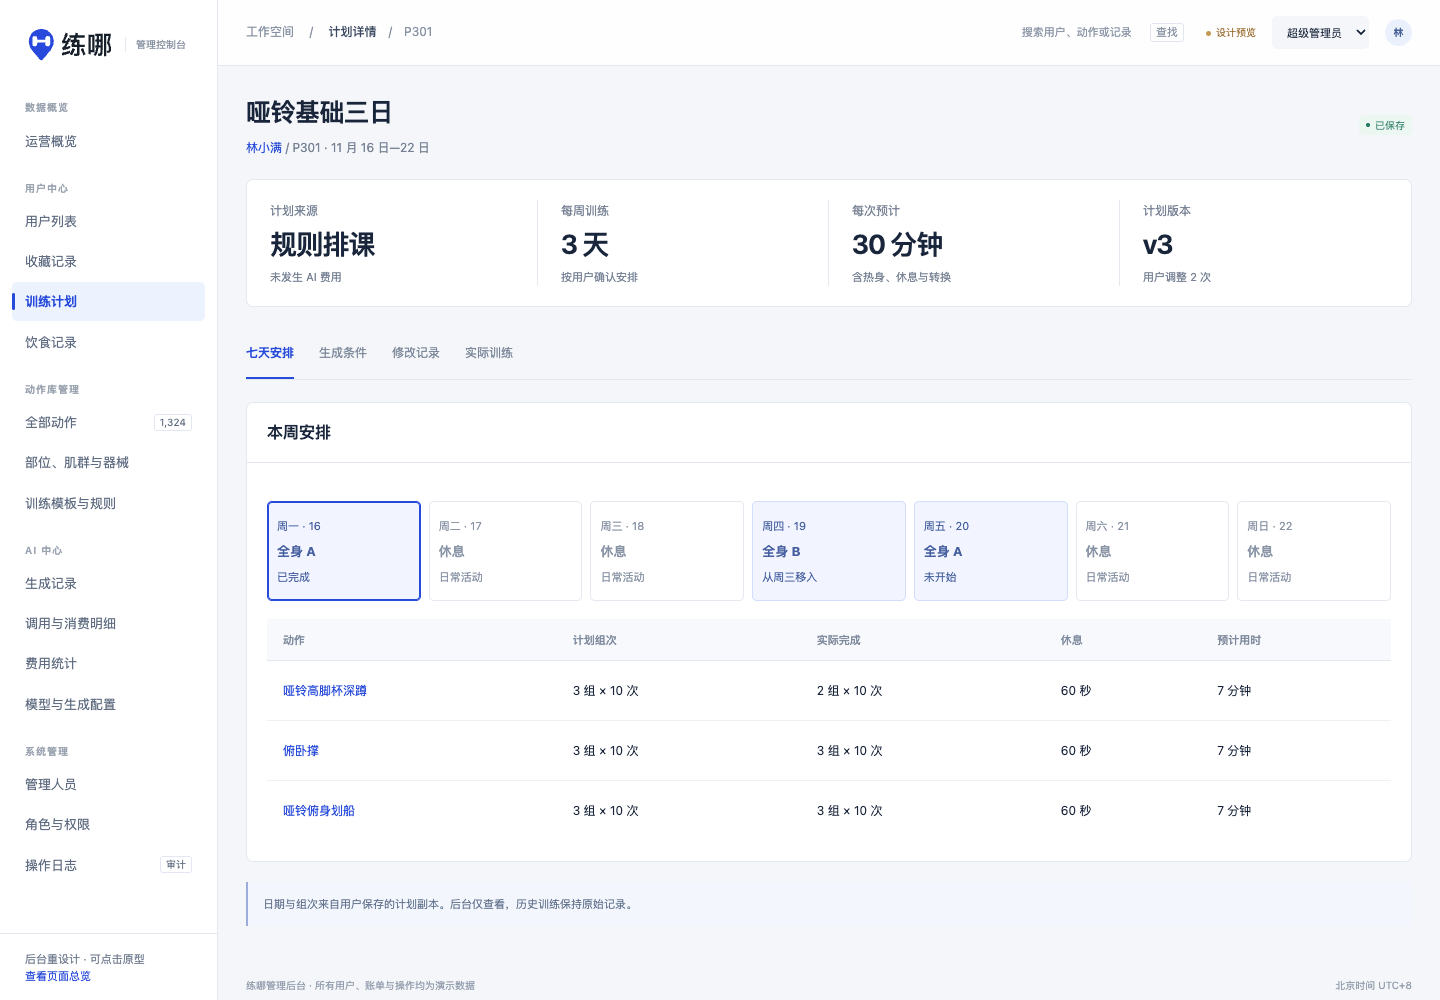 练哪 管理控制台
数据概览
运营概览
用户中心
用户列表
收藏记录
训练计划
饮食记录
动作库管理
全部动作 1,324
部位、肌群与器械
训练模板与规则
AI 中心
生成记录
调用与消费明细
费用统计
模型与生成配置
系统管理
管理人员
角色与权限
操作日志 审计
后台重设计 · 可点击原型
查看页面总览
工作空间 / 计划详情 / P301
搜索用户、动作或记录 查找 设计预览 超级管理员 林
哑铃基础三日
林小满 / P301 · 11 月 16 日—22 日
已保存
计划来源 每周训练 每次预计 计划版本
规则排课 3 天 30 分钟 v3
未发生 AI 费用 按用户确认安排 含热身、休息与转换 用户调整 2 次
七天安排 生成条件 修改记录 实际训练
本周安排
周一 · 16 周二 · 17 周三 · 18 周四 · 19 周五 · 20 周六 · 21 周日 · 22
全身 A 休息 休息 全身 B 全身 A 休息 休息
已完成 日常活动 日常活动 从周三移入 未开始 日常活动 日常活动
动作 计划组次 实际完成 休息 预计用时
哑铃高脚杯深蹲 3 组 × 10 次 2 组 × 10 次 60 秒 7 分钟
俯卧撑 3 组 × 10 次 3 组 × 10 次 60 秒 7 分钟
哑铃俯身划船 3 组 × 10 次 3 组 × 10 次 60 秒 7 分钟
日期与组次来自用户保存的计划副本。后台仅查看，历史训练保持原始记录。
练哪管理后台 · 所有用户、账单与操作均为演示数据 北京时间 UTC+8